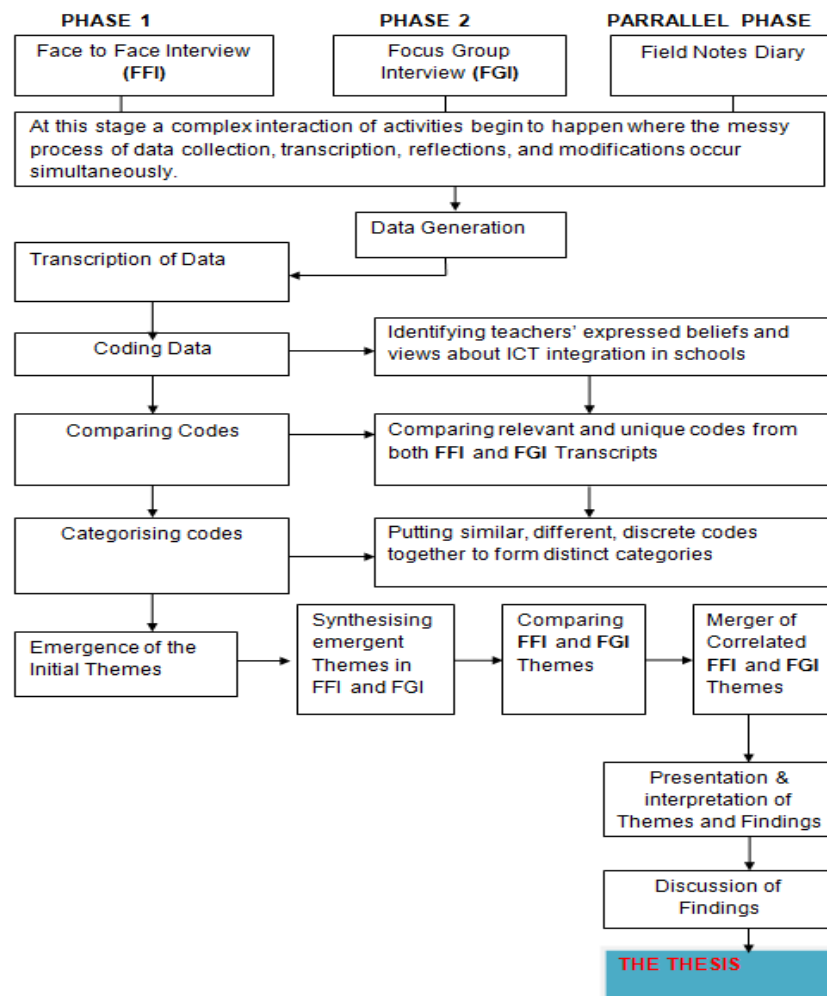 PHASE 1
PHASE 2
PARRALLEL PHASE
Face to Face Interview
(FFI)
Focus Group
Interview (FGI)
Field Notes Diary
At this stage a complex interaction of activities begin to happen where the messy
process of data collection, transcription, reflections, and modifications occur
simultaneously.
Data Generation
Transcription of Data
Coding Data
Identifying teachers' expressed beliefs and
views about ICT integration in schools
Comparing Codes
Comparing relevant and unique codes from
both FFI and FGI Transcripts
Categorising codes
Putting similar, different, discrete codes
together to form distinct categories
Emergence of the
Initial Themes
Synthesising
emergent
Themes in
FFI and FGI
Comparing
FFI and FGI
Themes
Merger of
Correlated
FFI and FGI
Themes
Presentation &
interpretation of
Themes and Findings
Discussion of
Findings
THE THESIS